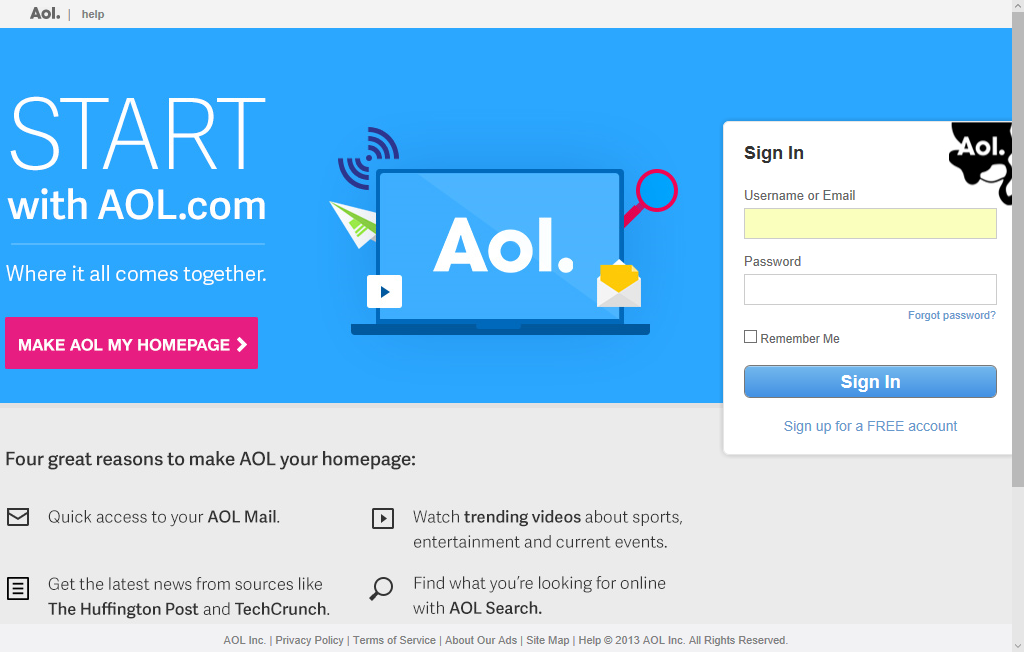 Aol. | help
START
with AOL.com
Where it all comes together.
MAKE AOL MY HOMEPAGE
Aol.
Aol.
Sign In
Username or Email
Password
Forgot password?
Remember Me
Sign In
Sign up for a FREE account
Four great reasons to make AOL your homepage:
Quick access to your AOL Mail.
Watch trending videos about sports,
entertainment and current events.
Get the latest news from sources like
The Huffington Post and TechCrunch.
Find what you're looking for online
with AOL Search.
AOL Inc. | Privacy Policy | Terms of Service | About Our Ads | Site Map | Help © 2013 AOL Inc. All Rights Reserved.